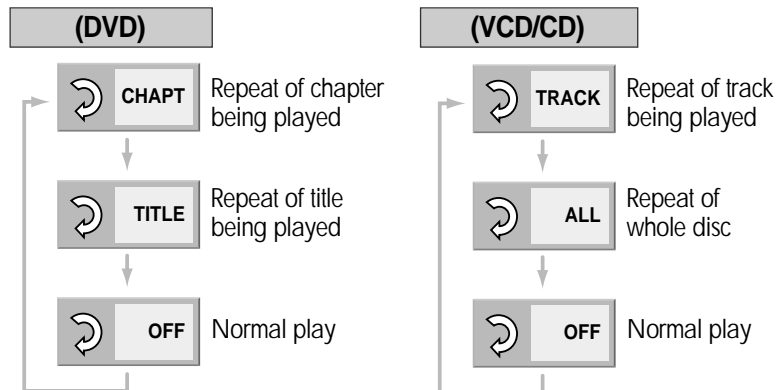 (DVD)
CHAPT
Repeat of chapter
being played
TITLE
Repeat of title
being played
OFF
Normal play
(VCD/CD)
TRACK
Repeat of track
being played
ALL
Repeat of
whole disc
OFF
Normal play